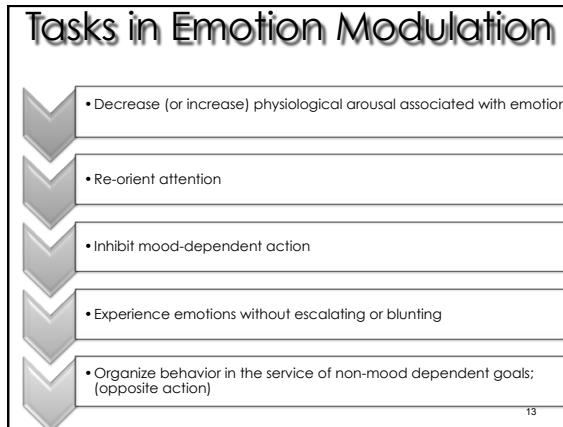 Tasks in Emotion Modulation
• Decrease (or increase) physiological arousal associated with emotion
• Re-orient attention
• Inhibit mood-dependent action
• Experience emotions without escalating or blunting
• Organize behavior in the service of non-mood dependent goals;
(opposite action)
13